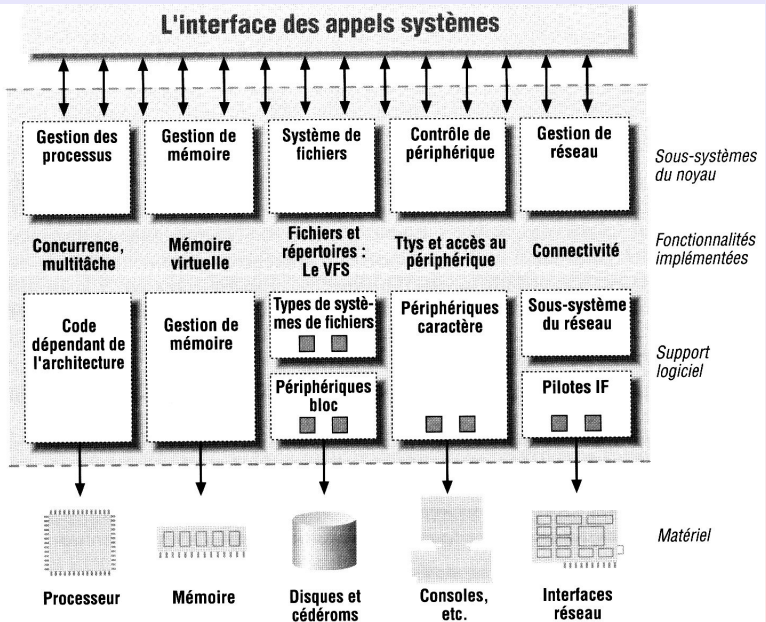 L'interface des appels systèmes
Gestion des
processus
Gestion de
mémoire
Système de
fichiers
Contrôle de
périphérique
Gestion de
réseau
Sous-systèmes
du noyau
Concurrence,
multitâche
Mémoire
virtuelle
Fichiers et
répertoires :
Le VFS
Ttys et accès au
périphérique
Connectivité
Fonctionnalités
implémentées
Code
dépendant de
l'architecture
Gestion de
mémoire
Types de systè-
mes de fichiers
Périphériques
bloc
Périphériques
caractère
Sous-système
du réseau
Pilotes IF
Support
logiciel
Matériel
Processeur
Mémoire
Disques et
cédéroms
Consoles,
etc.
Interfaces
réseau